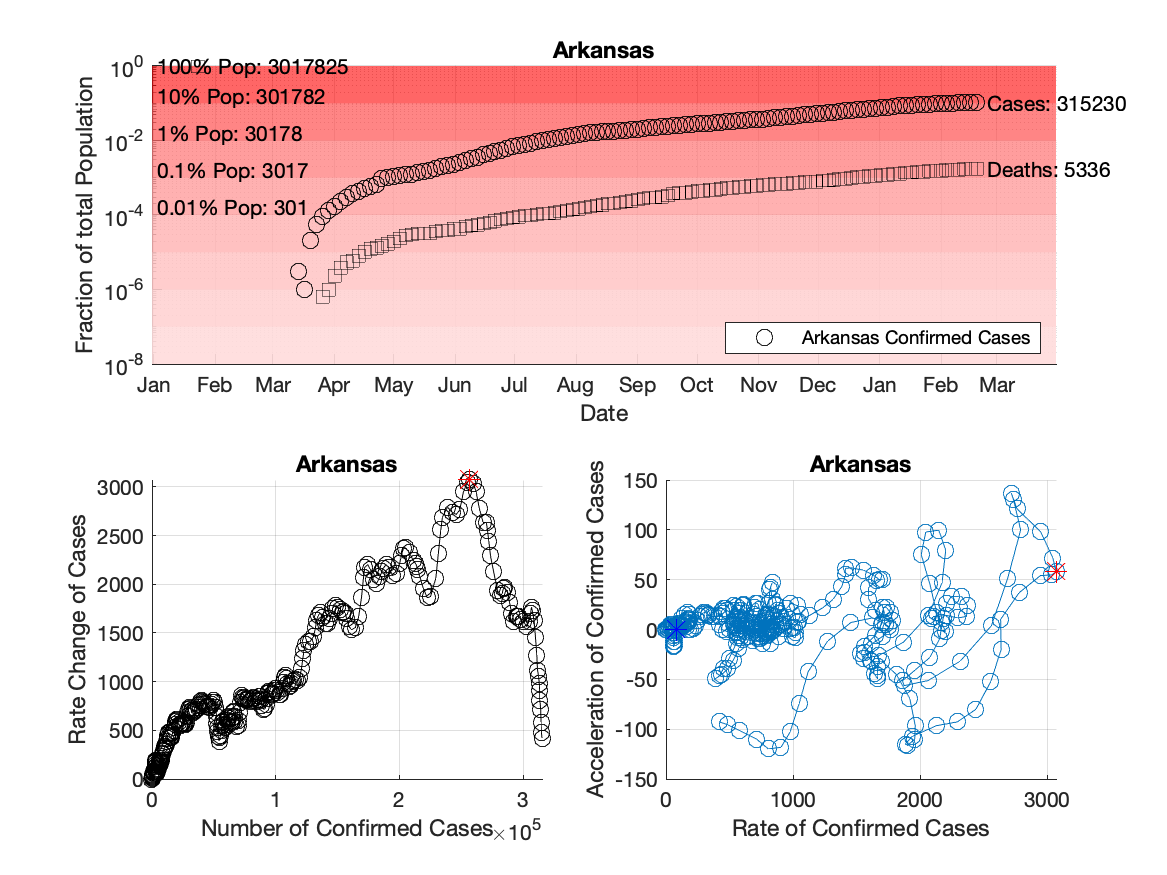 Arkansas
10^0
10^-2
10^-4
10^-6
10^-8
Fraction of total Population
100% Pop: 3017825
10% Pop: 301782
1% Pop: 30178
0.1% Pop: 3017
0.01% Pop: 301
Cases: 315230
Deaths: 5336
Arkansas Confirmed Cases
Jan Feb Mar Apr May Jun Jul Aug Sep Oct Nov Dec Jan Feb Mar
Date
Arkansas
3000
2500
2000
1500
1000
500
0
Rate Change of Cases
0 1 2 3
Number of Confirmed Cases ×10^5
Arkansas
150
100
50
0
-50
-100
-150
Acceleration of Confirmed Cases
0 1000 2000 3000
Rate of Confirmed Cases